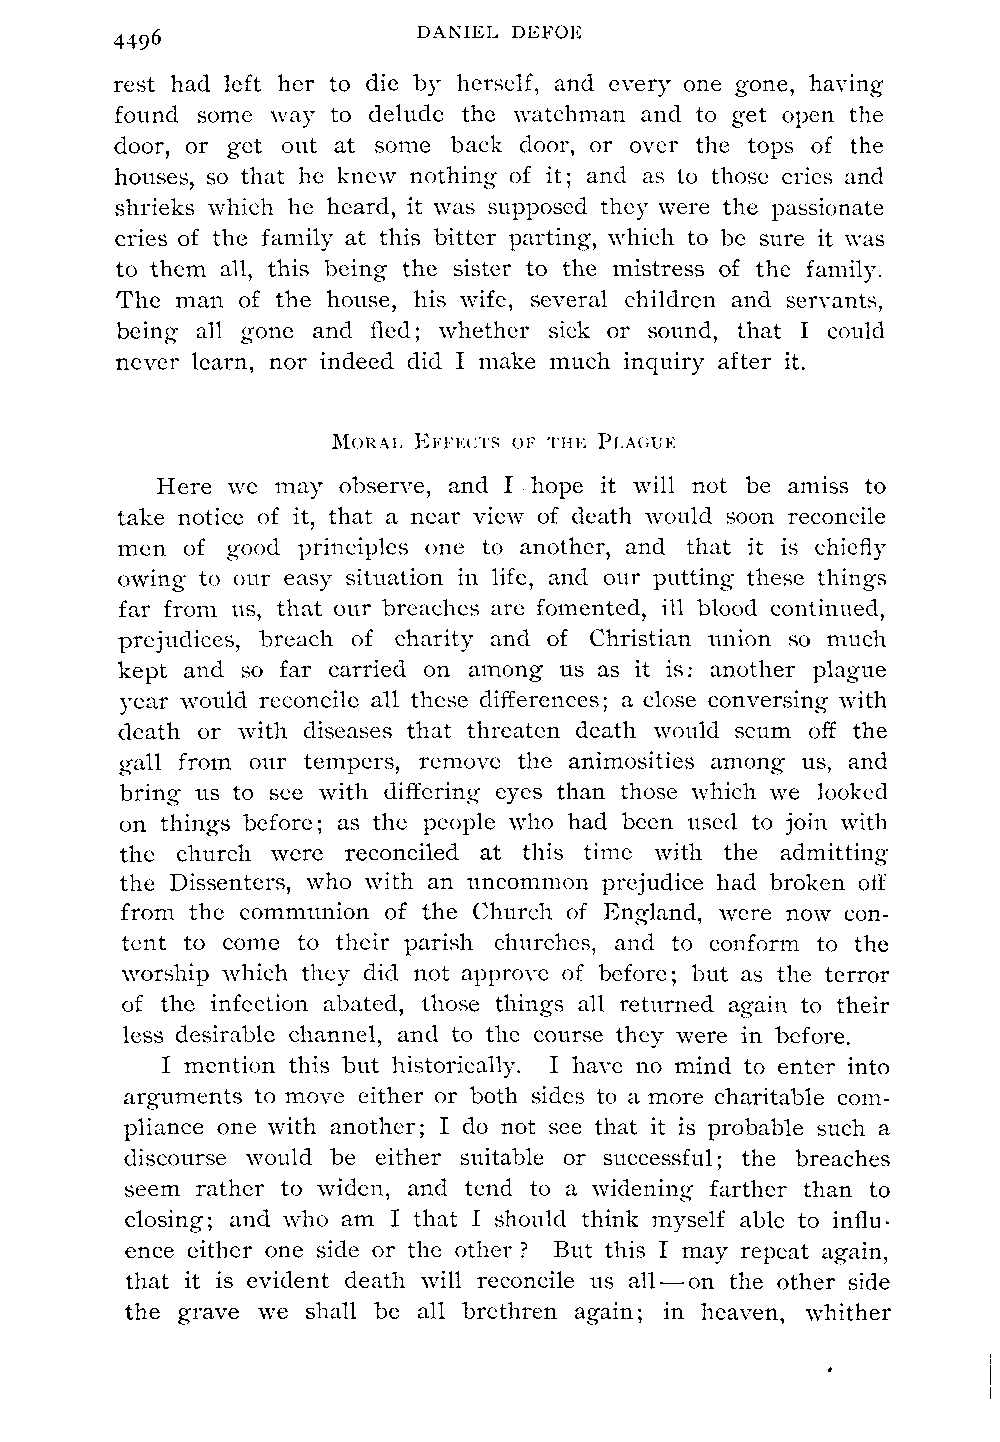 4496
DANIEL DEFOE
rest had left her to die by herself, and every one gone, having
found some way to delude the watchman and to get open the
door, or get out at some back door, or over the tops of the
houses, so that he knew nothing of it; and as to those cries and
shrieks which he heard, it was supposed they were the passionate
cries of the family at this bitter parting, which to be sure it was
to them all, this being the sister to the mistress of the family.
The man of the house, his wife, several children and servants,
being all gone and fled; whether sick or sound, that I could
never learn, nor indeed did I make much inquiry after it.
MORAL EFFECTS OF THE PLAGUE
Here we may observe, and I hope it will not be amiss to
take notice of it, that a near view of death would soon reconcile
men of good principles one to another, and that it is chiefly
owing to our easy situation in life, and our putting these things
far from us, that our breaches are fomented, ill blood continued,
prejudices, breach of charity and of Christian union so much
kept and so far carried on among us as it is: another plague
year would reconcile all these differences; a close conversing with
death or with diseases that threaten death would scum off the
gall from our tempers, remove the animosities among us, and
bring us to see with differing eyes than those which we looked
on things before; as the people who had been used to join with
the church were reconciled at this time with the admitting
the Dissenters, who with an uncommon prejudice had broken off
from the communion of the Church of England, were now con-
tent to come to their parish churches, and to conform to the
worship which they did not approve of before; but as the terror
of the infection abated, those things all returned again to their
less desirable channel, and to the course they were in before.
I mention this but historically. I have no mind to enter into
arguments to move either or both sides to a more charitable com-
pliance one with another; I do not see that it is probable such a
discourse would be either suitable or successful; the breaches
seem rather to widen, and tend to a widening farther than to
closing; and who am I that I should think myself able to influ-
ence either one side or the other? But this I may repeat again,
that it is evident death will reconcile us all—on the other side
the grave we shall be all brethren again; in heaven, whither